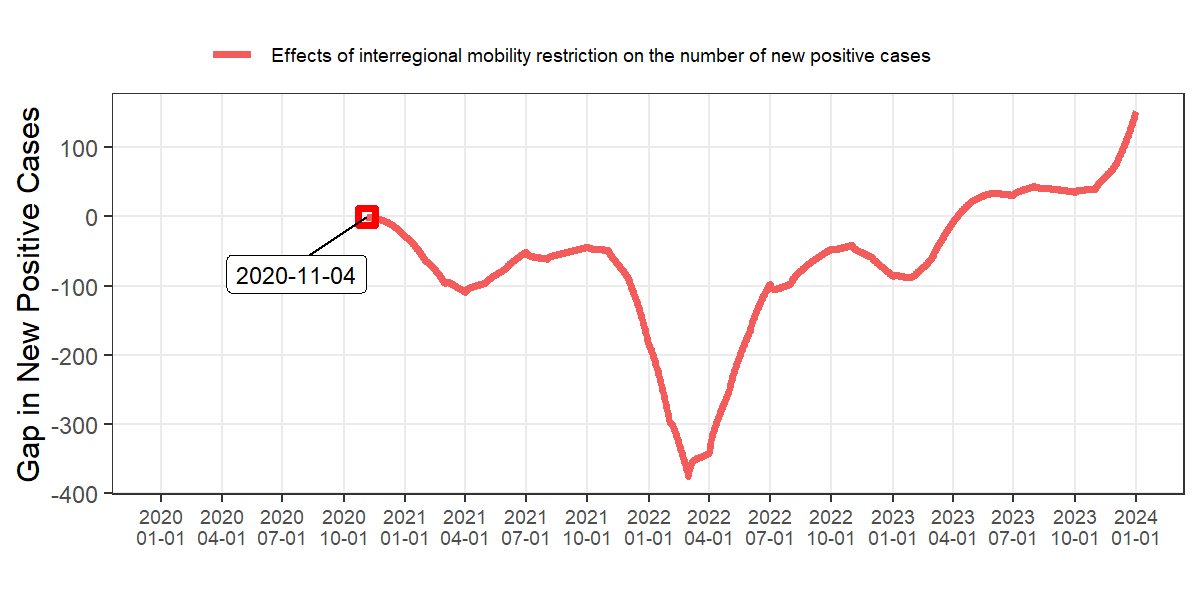 Effects of interregional mobility restriction on the number of new positive cases
Gap in New Positive Cases
100
0
-100
-200
-300
-400
2020-11-04
2020 2020 2020 2020 2021 2021 2021 2021 2022 2022 2022 2022 2023 2023 2023 2023 2024
01-01 04-01 07-01 10-01 01-01 04-01 07-01 10-01 01-01 04-01 07-01 10-01 01-01 04-01 07-01 10-01 01-01